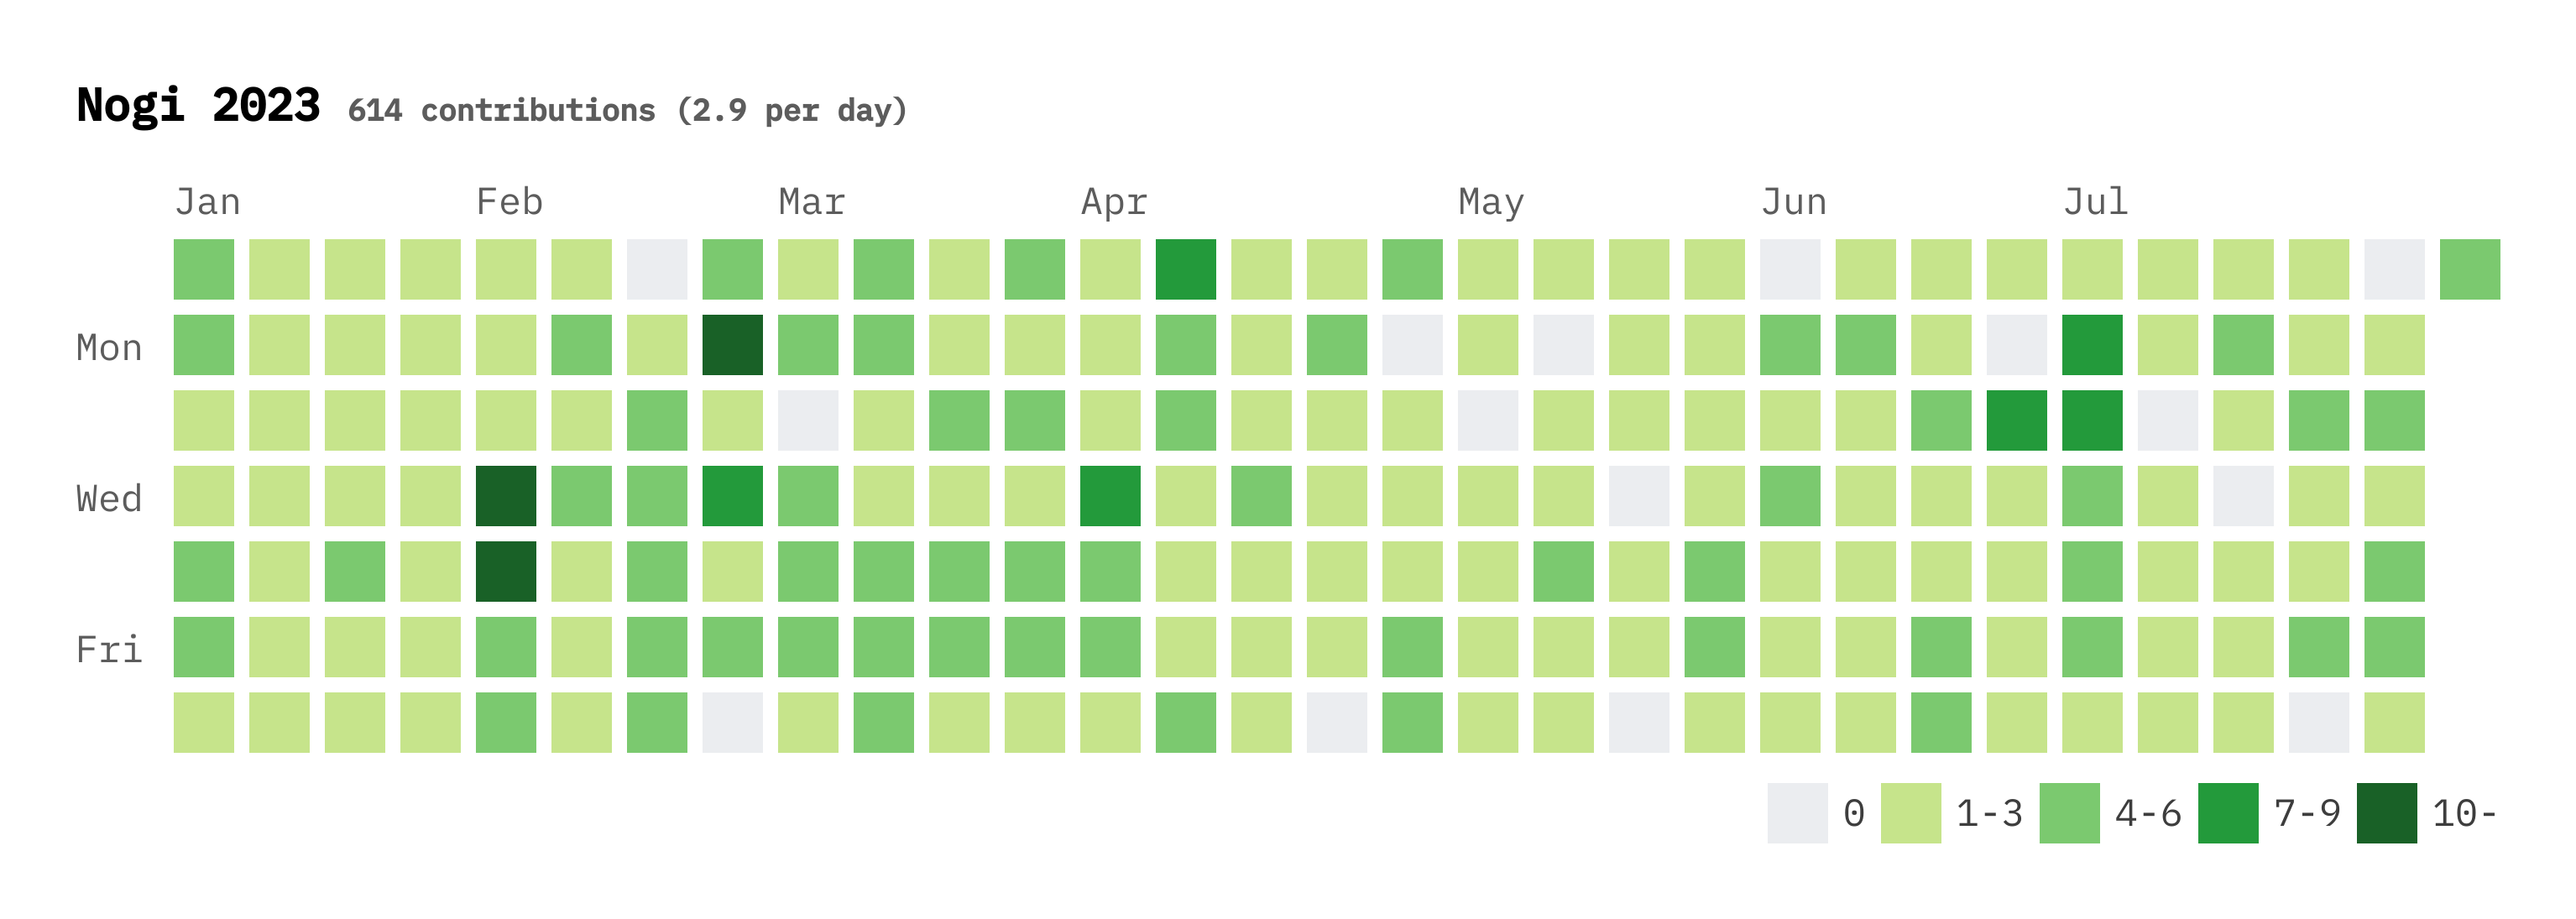 Nogi 2023 614 contributions (2.9 per day)
Jan Feb Mar Apr May Jun Jul
Mon
Wed
Fri
0 1-3 4-6 7-9 10-